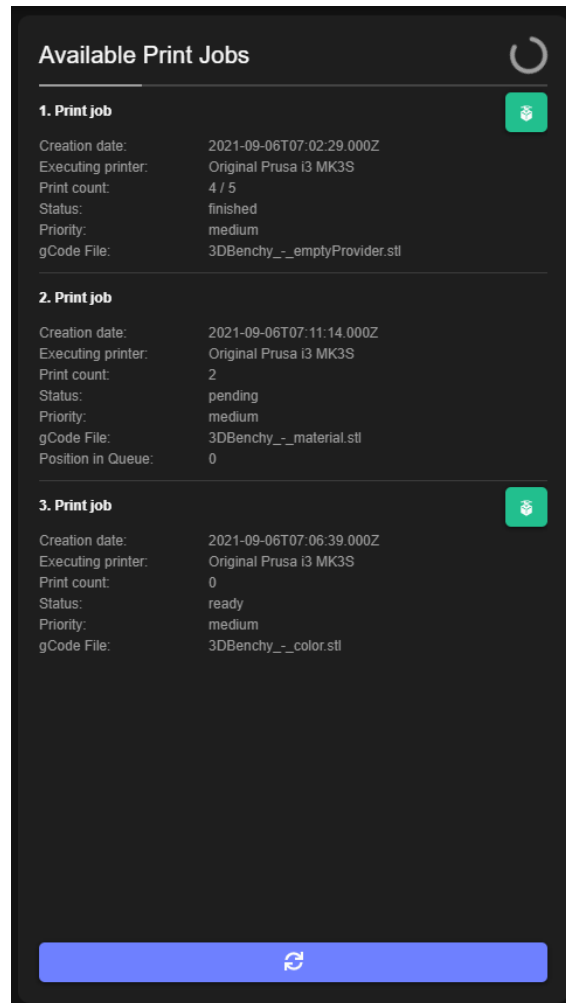 Available Print Jobs
1. Print job
Creation date: 2021-09-06T07:02:29.000Z
Executing printer: Original Prusa i3 MK3S
Print count: 4 / 5
Status: finished
Priority: medium
gCode File: 3DBenchy_-_emptyProvider.stl
2. Print job
Creation date: 2021-09-06T07:11:14.000Z
Executing printer: Original Prusa i3 MK3S
Print count: 2
Status: pending
Priority: medium
gCode File: 3DBenchy_-_material.stl
Position in Queue: 0
3. Print job
Creation date: 2021-09-06T07:06:39.000Z
Executing printer: Original Prusa i3 MK3S
Print count: 0
Status: ready
Priority: medium
gCode File: 3DBenchy_-_color.stl